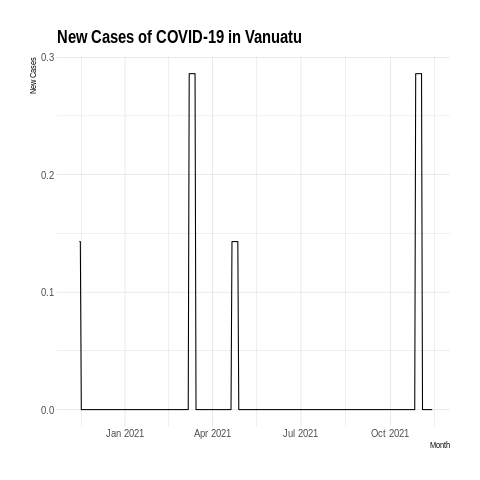 New Cases of COVID-19 in Vanuatu
New Cases
0.3
0.2
0.1
0.0
Jan 2021 Apr 2021 Jul 2021 Oct 2021
Month